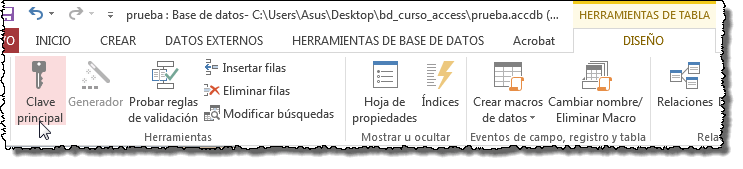 prueba : Base de datos- C:\Users\Asus\Desktop\bd_curso_access\prueba.accdb (...
HERRAMIENTAS DE TABLA
INICIO CREAR DATOS EXTERNOS HERRAMIENTAS DE BASE DE DATOS Acrobat DISEÑO
Clave principal
Generador
Probar reglas de validación
Insertar filas
Eliminar filas
Modificar búsquedas
Herramientas
Hoja de propiedades
Índices
Mostrar u ocultar
Crear macros de datos
Cambiar nombre/
Eliminar Macro
Eventos de campo, registro y tabla
Relaciones
Rela